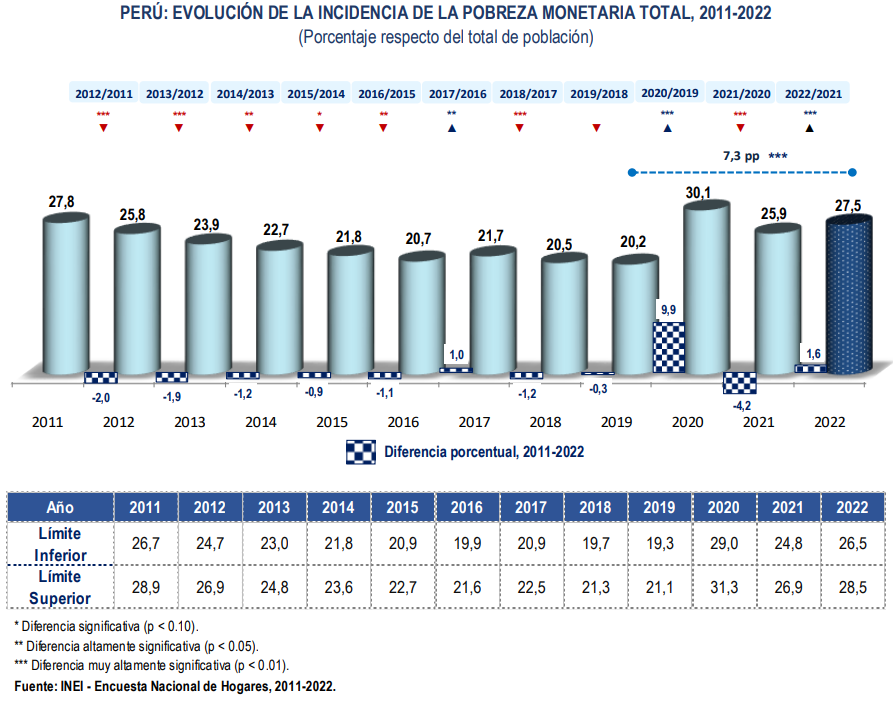 PERÚ: EVOLUCIÓN DE LA INCIDENCIA DE LA POBREZA MONETARIA TOTAL, 2011-2022
(Porcentaje respecto del total de población)
2012/2011 2013/2012 2014/2013 2015/2014 2016/2015 2017/2016 2018/2017 2019/2018 2020/2019 2021/2020 2022/2021
*** *** ** * ** ** *** *** *** ***
7,3 pp ***
27,8 25,8 23,9 22,7 21,8 20,7 21,7 20,5 20,2 30,1 25,9 27,5
-2,0 -1,9 -1,2 -0,9 -1,1 1,0 -1,2 -0,3 9,9 -4,2 1,6
2011 2012 2013 2014 2015 2016 2017 2018 2019 2020 2021 2022
Diferencia porcentual, 2011-2022
Año 2011 2012 2013 2014 2015 2016 2017 2018 2019 2020 2021 2022
Límite Inferior 26,7 24,7 23,0 21,8 20,9 19,9 20,9 19,7 19,3 29,0 24,8 26,5
Límite Superior 28,9 26,9 24,8 23,6 22,7 21,6 22,5 21,3 21,1 31,3 26,9 28,5
* Diferencia significativa (p < 0.10).
** Diferencia altamente significativa (p < 0.05).
*** Diferencia muy altamente significativa (p < 0.01).
Fuente: INEI - Encuesta Nacional de Hogares, 2011-2022.